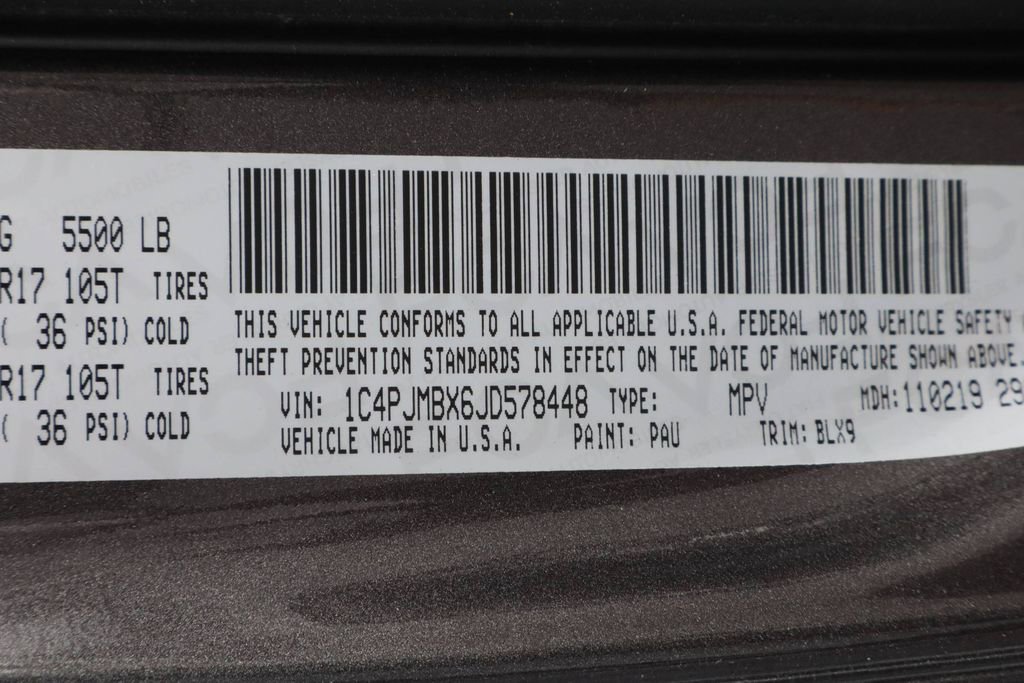 G 5500 LB
R17 105T TIRES
( 36 PSI) COLD
R17 105T TIRES
( 36 PSI) COLD
THIS VEHICLE CONFORMS TO ALL APPLICABLE U.S.A. FEDERAL MOTOR VEHICLE SAFETY
THEFT PREVENTION STANDARDS IN EFFECT ON THE DATE OF MANUFACTURE SHOWN ABOVE.
VIN: 1C4PJMBX6JD578448 TYPE: MPV MDH:110219 29
VEHICLE MADE IN U.S.A. PAINT: PAU TRIM: BLX9